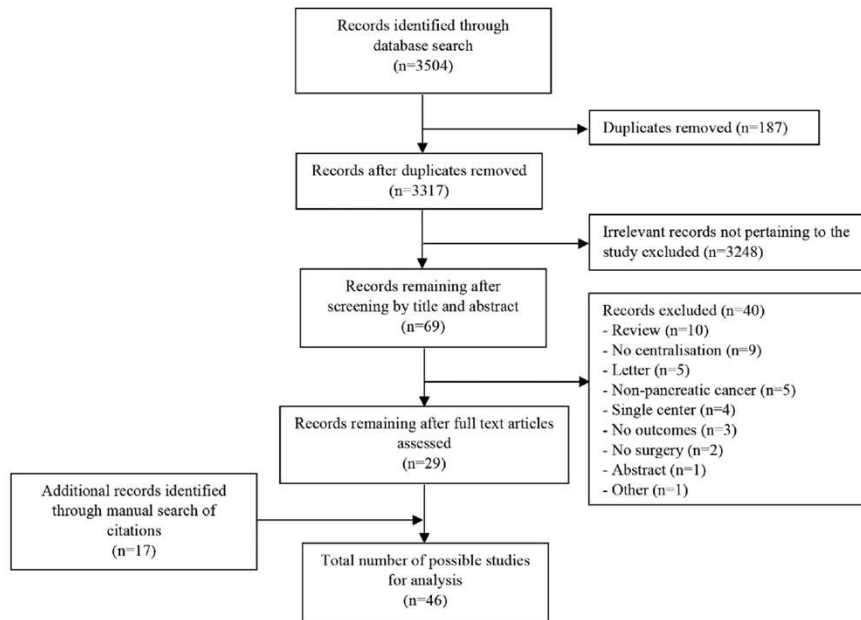 Records identified through
database search
(n=3504)
Duplicates removed (n=187)
Records after duplicates removed
(n=3317)
Irrelevant records not pertaining to the
study excluded (n=3248)
Records remaining after
screening by title and abstract
(n=69)
Records excluded (n=40)
- Review (n=10)
- No centralisation (n=9)
- Letter (n=5)
- Non-pancreatic cancer (n=5)
- Single center (n=4)
- No outcomes (n=3)
- No surgery (n=2)
- Abstract (n=1)
- Other (n=1)
Records remaining after full text articles
assessed
(n=29)
Additional records identified
through manual search of
citations
(n=17)
Total number of possible studies
for analysis
(n=46)